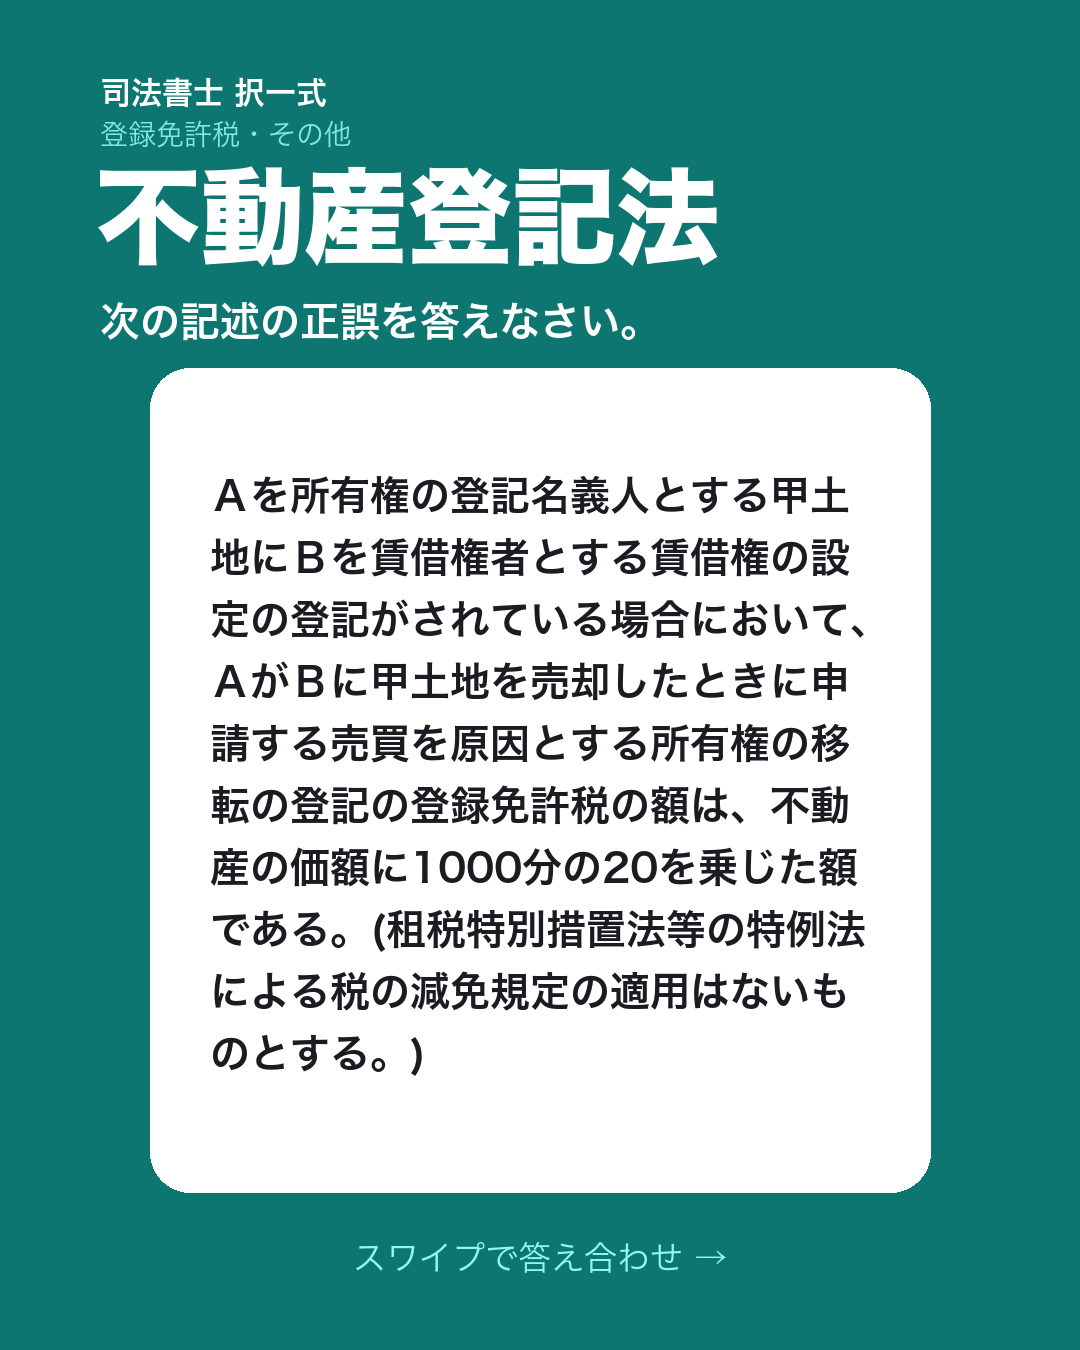 司法書士 択一式
登録免許税・その他
不動産登記法
次の記述の正誤を答えなさい。
Ａを所有権の登記名義人とする甲土
地にＢを賃借権者とする賃借権の設
定の登記がされている場合において、
ＡがＢに甲土地を売却したときに申
請する売買を原因とする所有権の移
転の登記の登録免許税の額は、不動
産の価額に1000分の20を乗じた額
である。(租税特別措置法等の特例法
による税の減免規定の適用はないも
のとする。)
スワイプで答え合わせ →